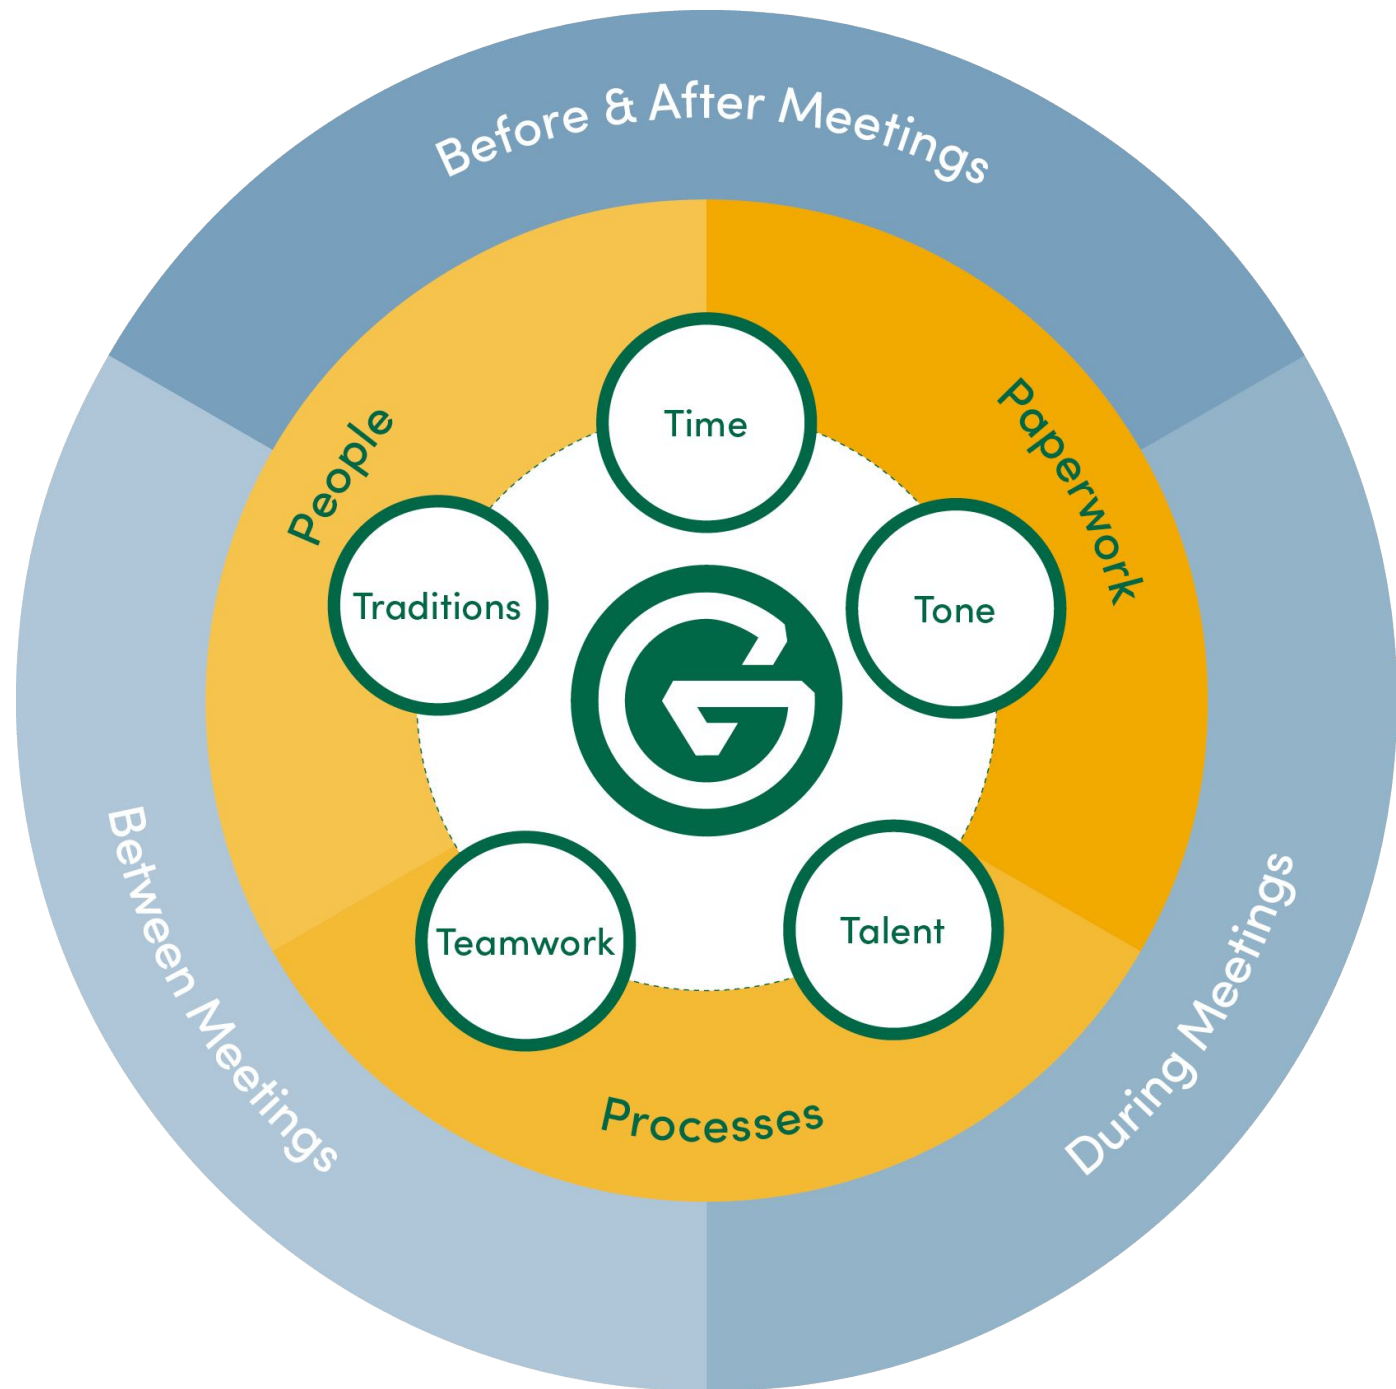 Before & After Meetings
People
Paperwork
Time
Traditions
Tone
Teamwork
Talent
Processes
Between Meetings
During Meetings
G